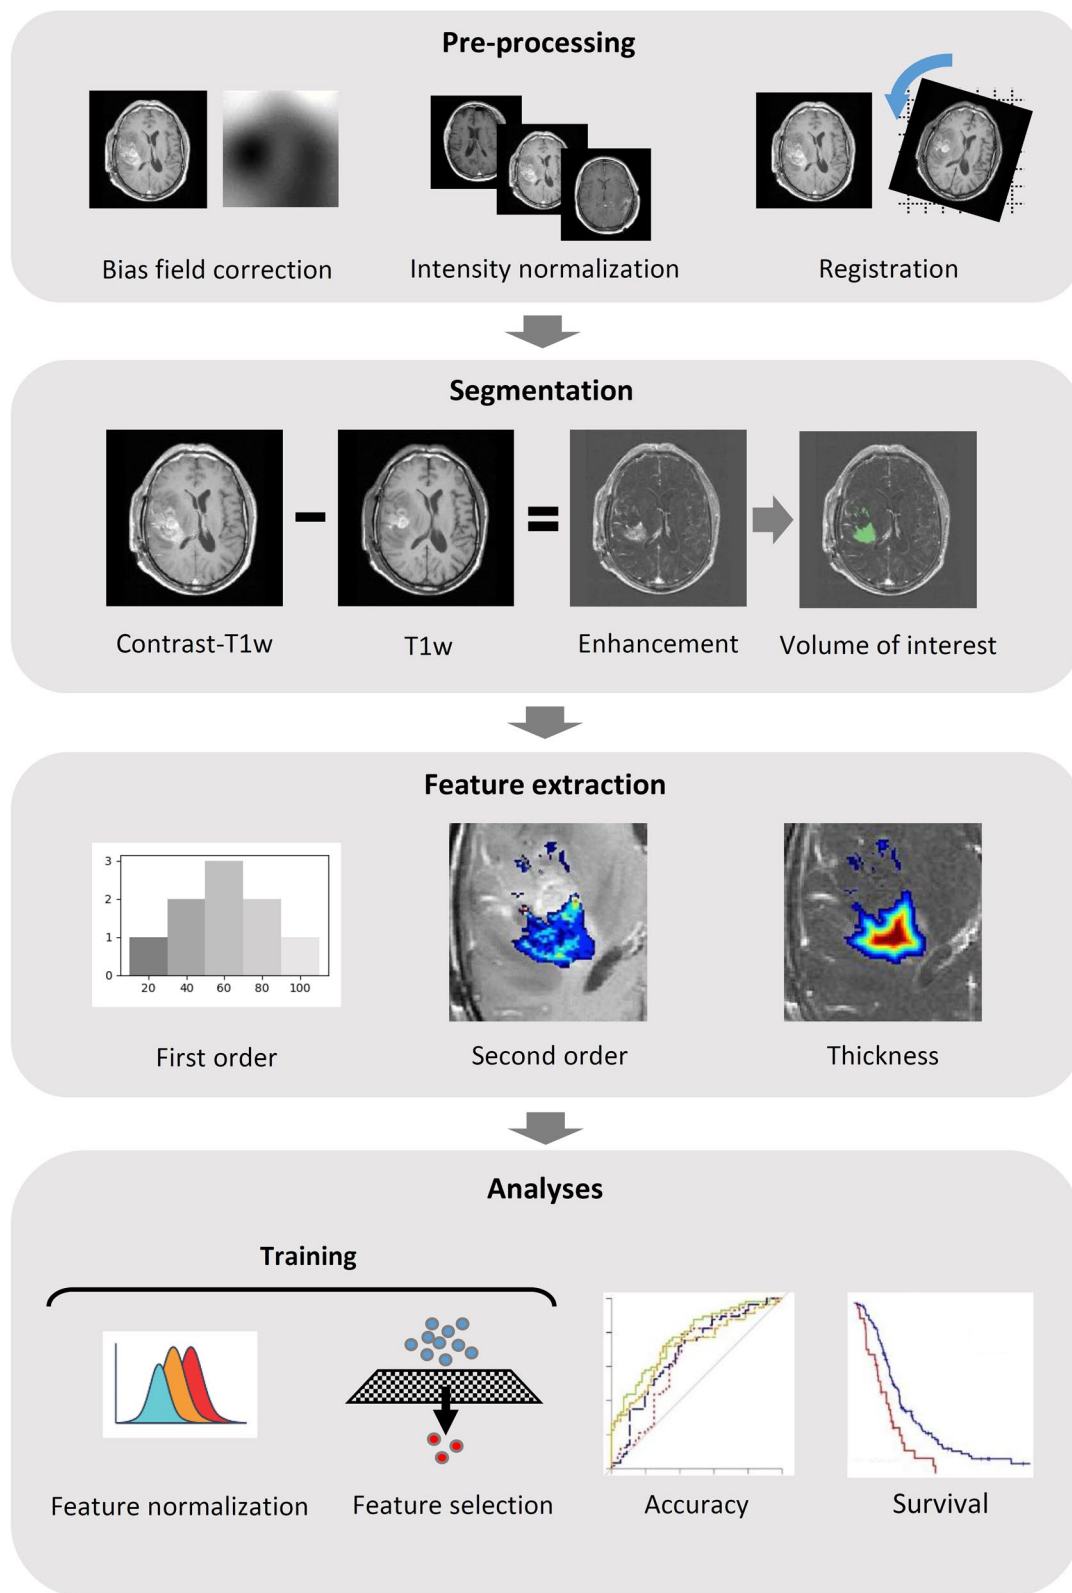 Pre-processing
Bias field correction
Intensity normalization
Registration
Segmentation
Contrast-T1w
T1w
Enhancement
Volume of interest
Feature extraction
3
2
1
0
20 40 60 80 100
First order
Second order
Thickness
Analyses
Training
Feature normalization
Feature selection
Accuracy
Survival